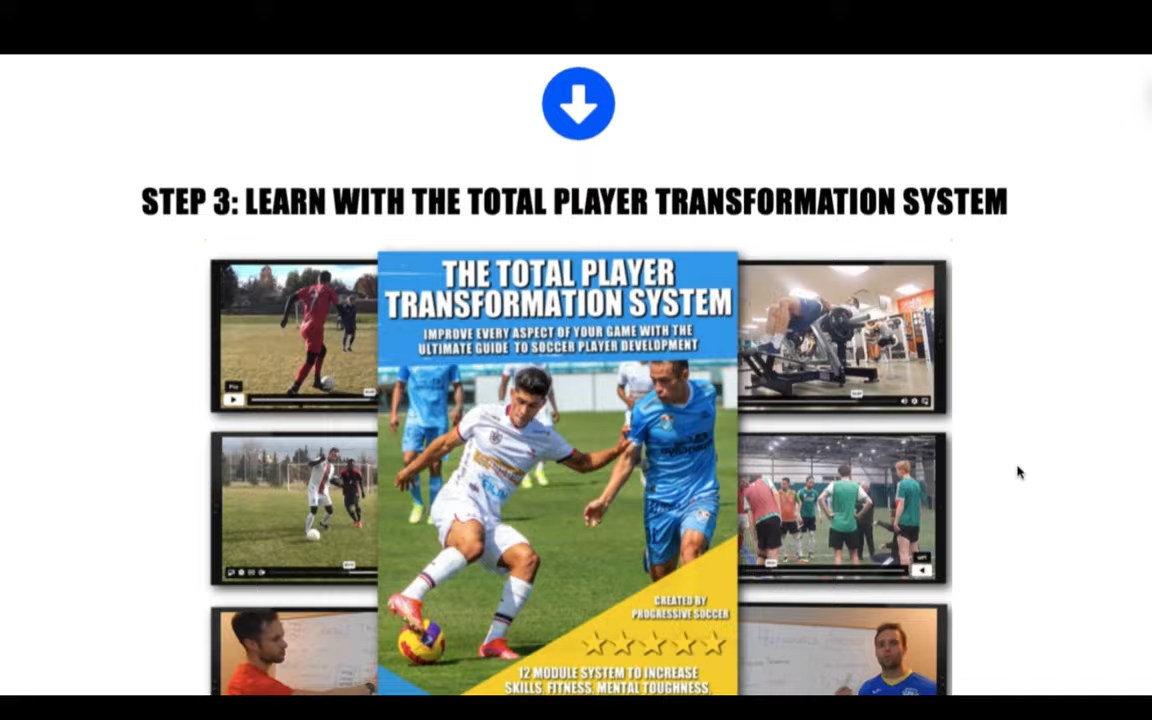 STEP 3: LEARN WITH THE TOTAL PLAYER TRANSFORMATION SYSTEM
THE TOTAL PLAYER
TRANSFORMATION SYSTEM
IMPROVE EVERY ASPECT OF YOUR GAME WITH THE
ULTIMATE GUIDE TO SOCCER PLAYER DEVELOPMENT
CREATED BY
PROGRESSIVE SOCCER
12 MODULE SYSTEM TO INCREASE
SKILLS, FITNESS, MENTAL TOUGHNESS,